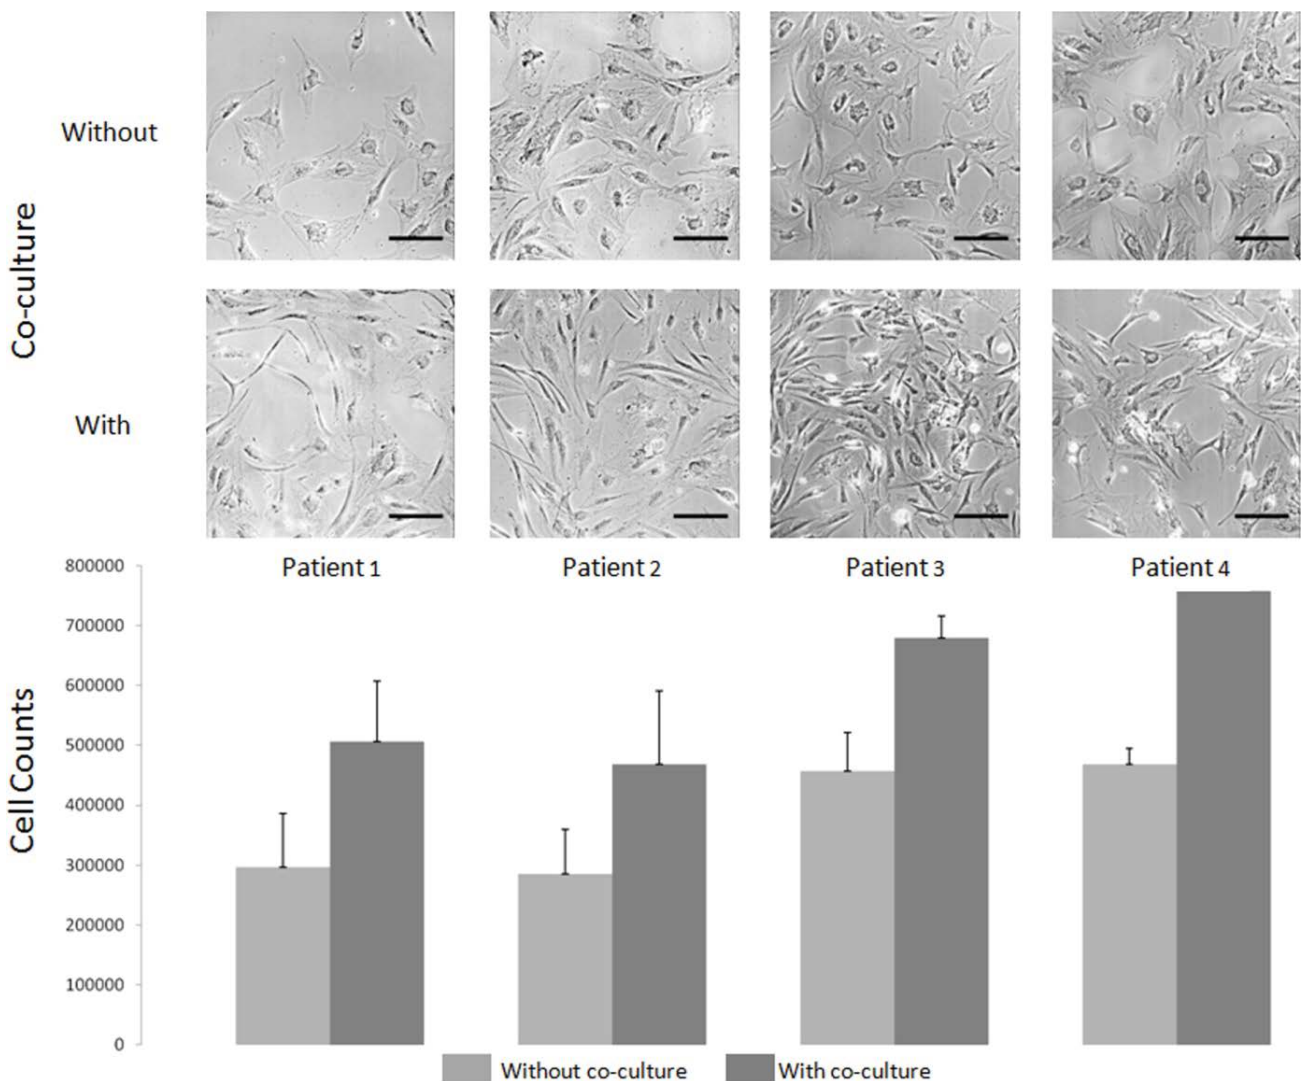 Co-culture
Without
With
Patient 1
Patient 2
Patient 3
Patient 4
Cell Counts
800000
700000
600000
500000
400000
300000
200000
100000
0
Without co-culture
With co-culture